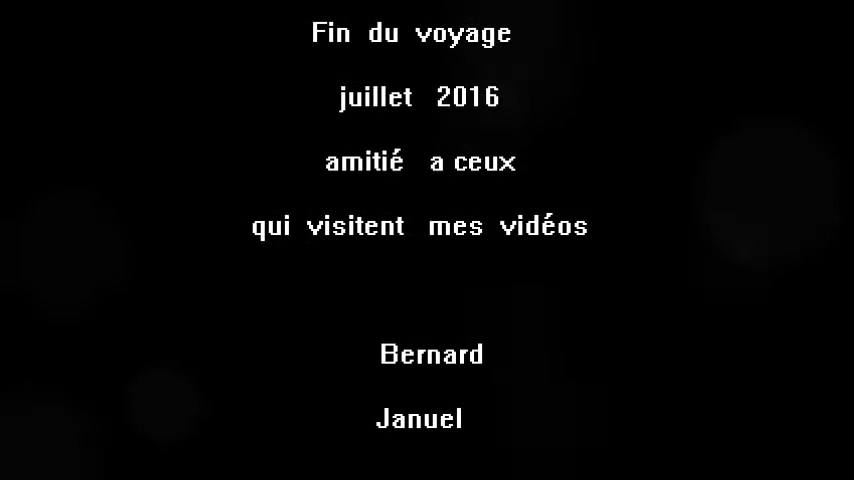 Fin du voyage
juillet 2016
amitié a ceux
qui visitent mes vidéos
Bernard
Januel